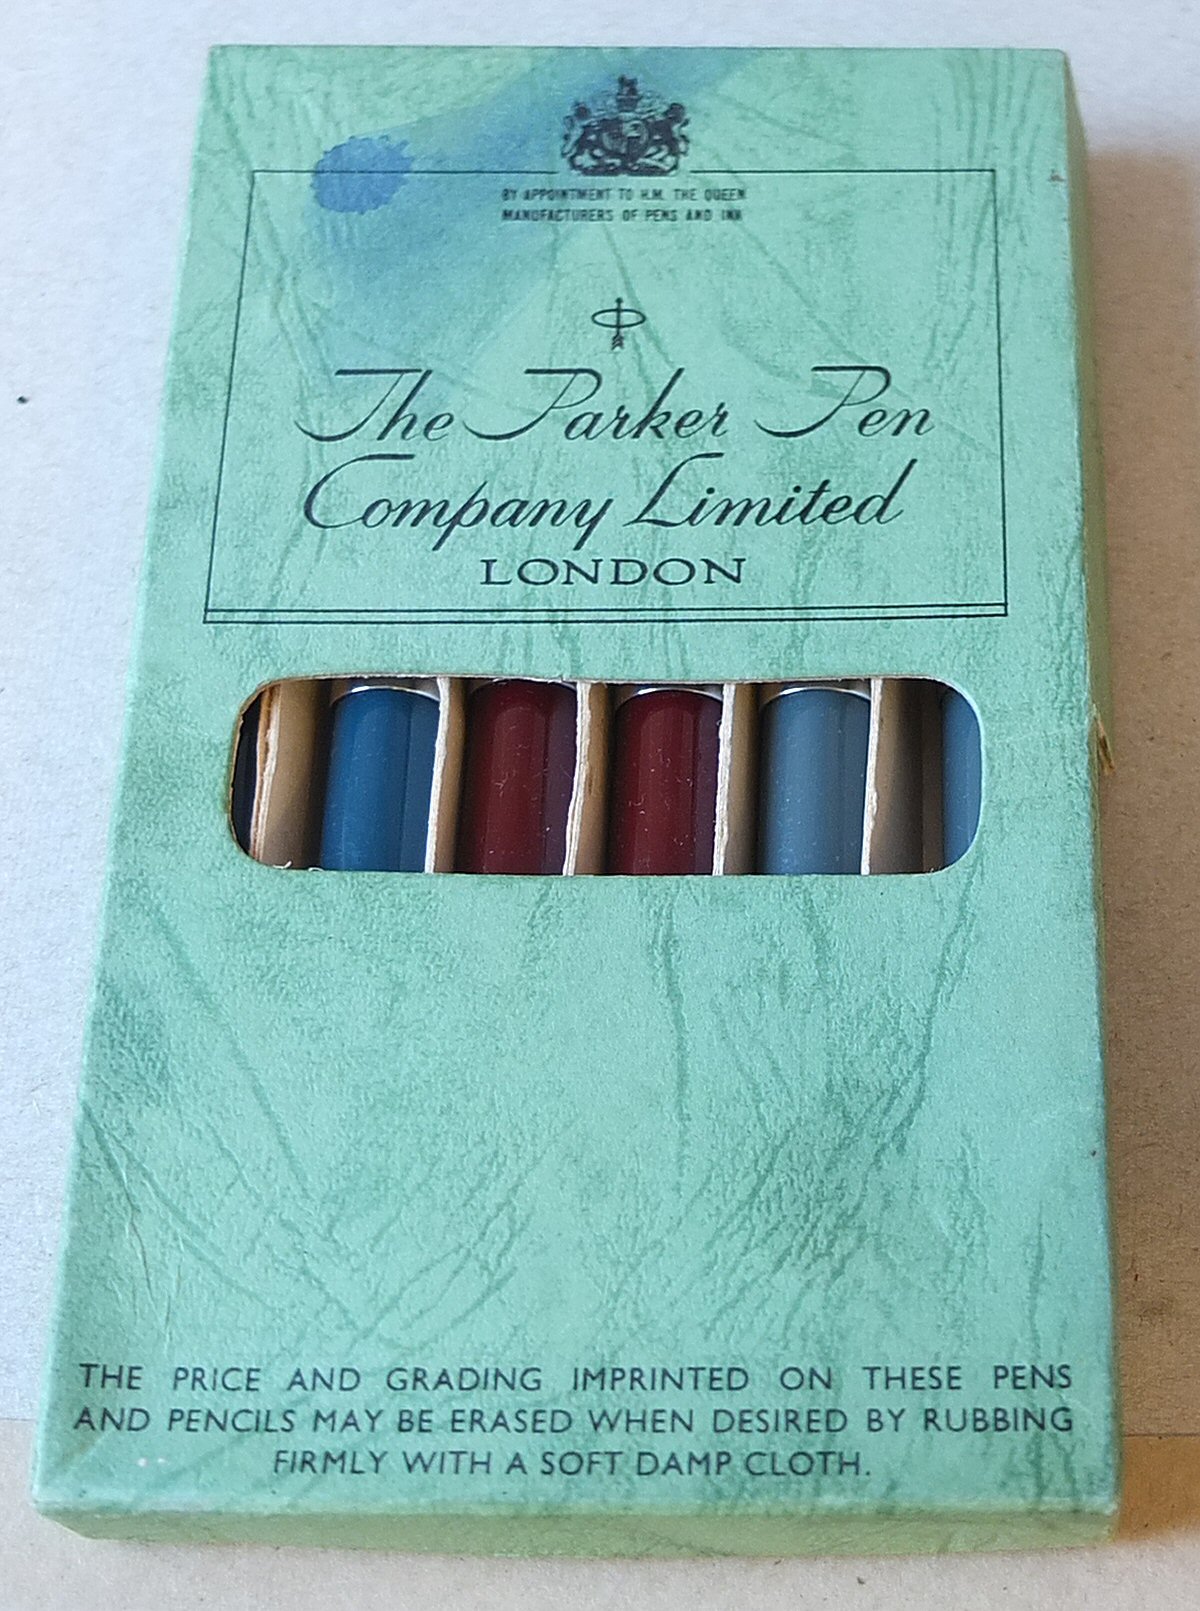 BY APPOINTMENT TO H.M. THE QUEEN
MANUFACTURERS OF PENS AND INK
The Parker Pen
Company Limited
LONDON
THE PRICE AND GRADING IMPRINTED ON THESE PENS
AND PENCILS MAY BE ERASED WHEN DESIRED BY RUBBING
FIRMLY WITH A SOFT DAMP CLOTH.